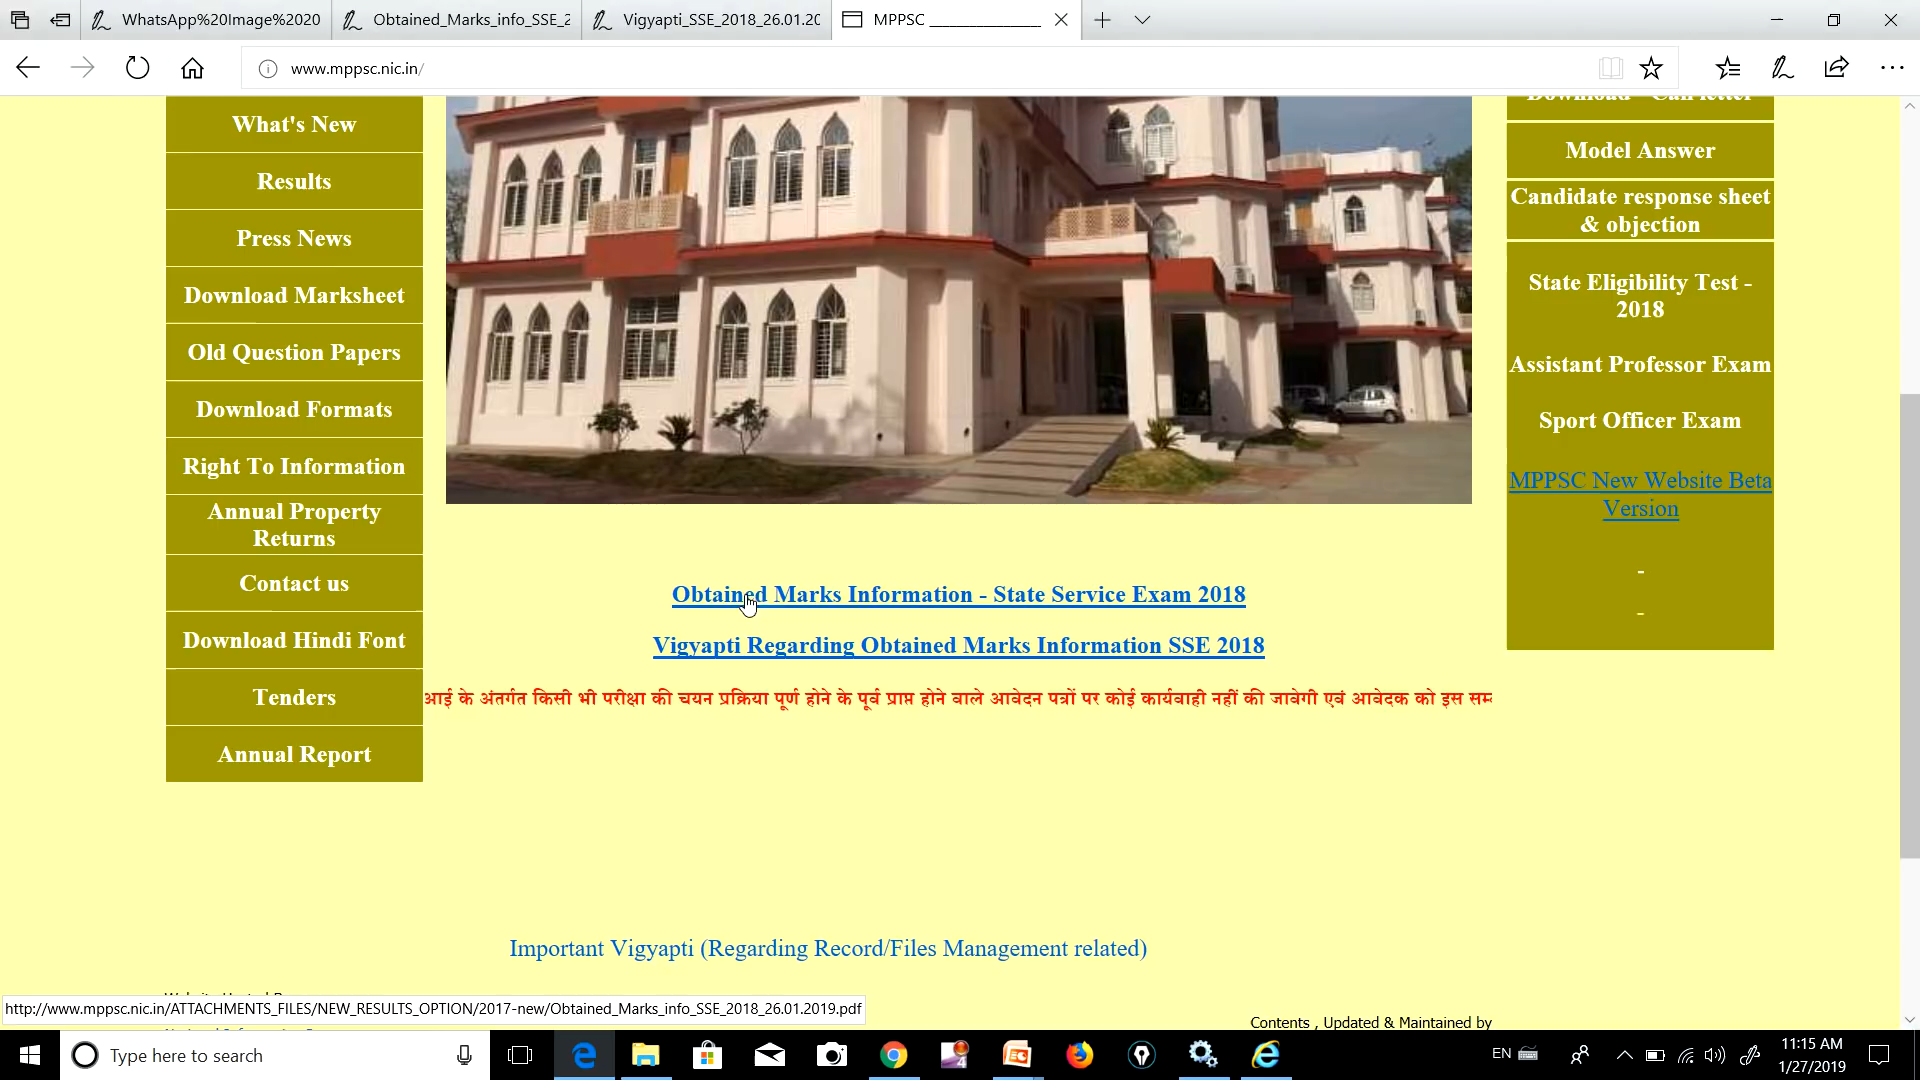 WhatsApp%20Image%2020
Obtained_Marks_info_SSE_2
Vigyapti_SSE_2018_26.01.20
MPPSC ________________
www.mppsc.nic.in/
What's New
Results
Press News
Download Marksheet
Old Question Papers
Download Formats
Right To Information
Annual Property
Returns
Contact us
Download Hindi Font
Tenders
Annual Report
Obtained Marks Information - State Service Exam 2018
Vigyapti Regarding Obtained Marks Information SSE 2018
आई के अंतर्गत किसी भी परीक्षा की चयन प्रक्रिया पूर्ण होने के पूर्व प्राप्त होने वाले आवेदन पत्रों पर कोई कार्यवाही नहीं की जावेगी एवं आवेदक को इस
Important Vigyapti (Regarding Record/Files Management related)
Download - Call letter
Model Answer
Candidate response sheet
& objection
State Eligibility Test -
2018
Assistant Professor Exam
Sport Officer Exam
MPPSC New Website Beta
Version
-
-
http://www.mppsc.nic.in/ATTACHMENTS_FILES/NEW_RESULTS_OPTION/2017-new/Obtained_Marks_info_SSE_2018_26.01.2019.pdf
Contents , Updated & Maintained by
Type here to search
EN
11:15 AM
1/27/2019